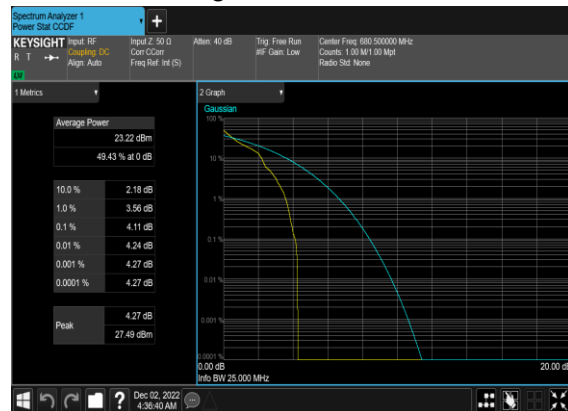 Spectrum Analyzer 1
Power Stat CCDF
+
KEYSIGHT
R T
LW
Input: RF
Coupling: DC
Align: Auto
Input Z: 50 Ω
Corr CCorr
Freq Ref: Int (S)
Atten: 40 dB
Trig: Free Run
#IF Gain: Low
Center Freq: 680.500000 MHz
Counts: 1.00 M/1.00 Mpt
Radio Std: None
1 Metrics
Average Power
23.22 dBm
49.43 % at 0 dB
10.0 % 2.18 dB
1.0 % 3.56 dB
0.1 % 4.11 dB
0.01 % 4.24 dB
0.001 % 4.27 dB
0.0001 % 4.27 dB
Peak
4.27 dB
27.49 dBm
2 Graph
Gaussian
100 %
10 %
1 %
0.1 %
0.01 %
0.001 %
0.0001 %
0.00 dB
20.00 dB
Info BW 25.000 MHz
?
Dec 02, 2022
4:36:40 AM